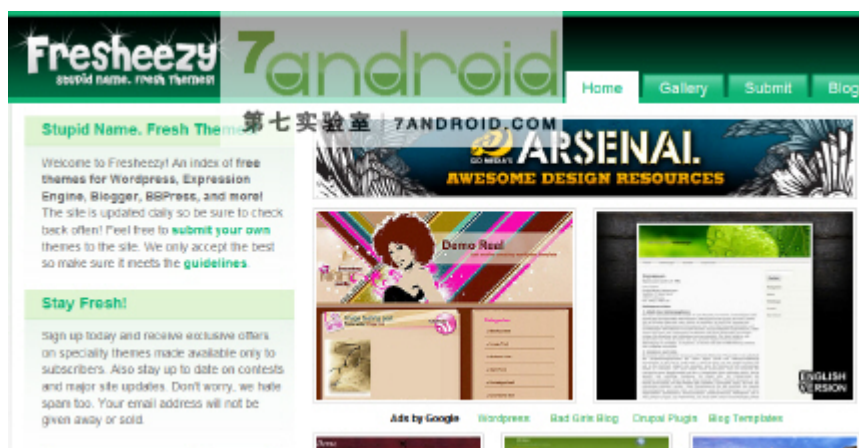 Fresheezy
stupid name. Fresh Themes!
7android
第七实验室 | 7ANDROID.COM
Home
Gallery
Submit
Blog
Stupid Name. Fresh The
Welcome to Fresheezy! An index of free
themes for Wordpress, Expression
Engine, Blogger, BBPress, and more!
The site is updated daily so be sure to check
back often! Feel free to submit your own
themes to the site. We only accept the best
so make sure it meets the guidelines.
Stay Fresh!
Sign up today and receive exclusive offers
on specialty themes made available only to
subscribers. Also stay up to date on contests
and major site updates. Don't worry, we hate
spam too. Your email address will not be
given away or sold.
GO MEDIA'S ARSENAL
AWESOME DESIGN RESOURCES
Demo Real
ENGLISH
VERSION
Ads by Google
Wordpress
Bad Girls Blog
Drupal Plugin
Blog Templates
Demo